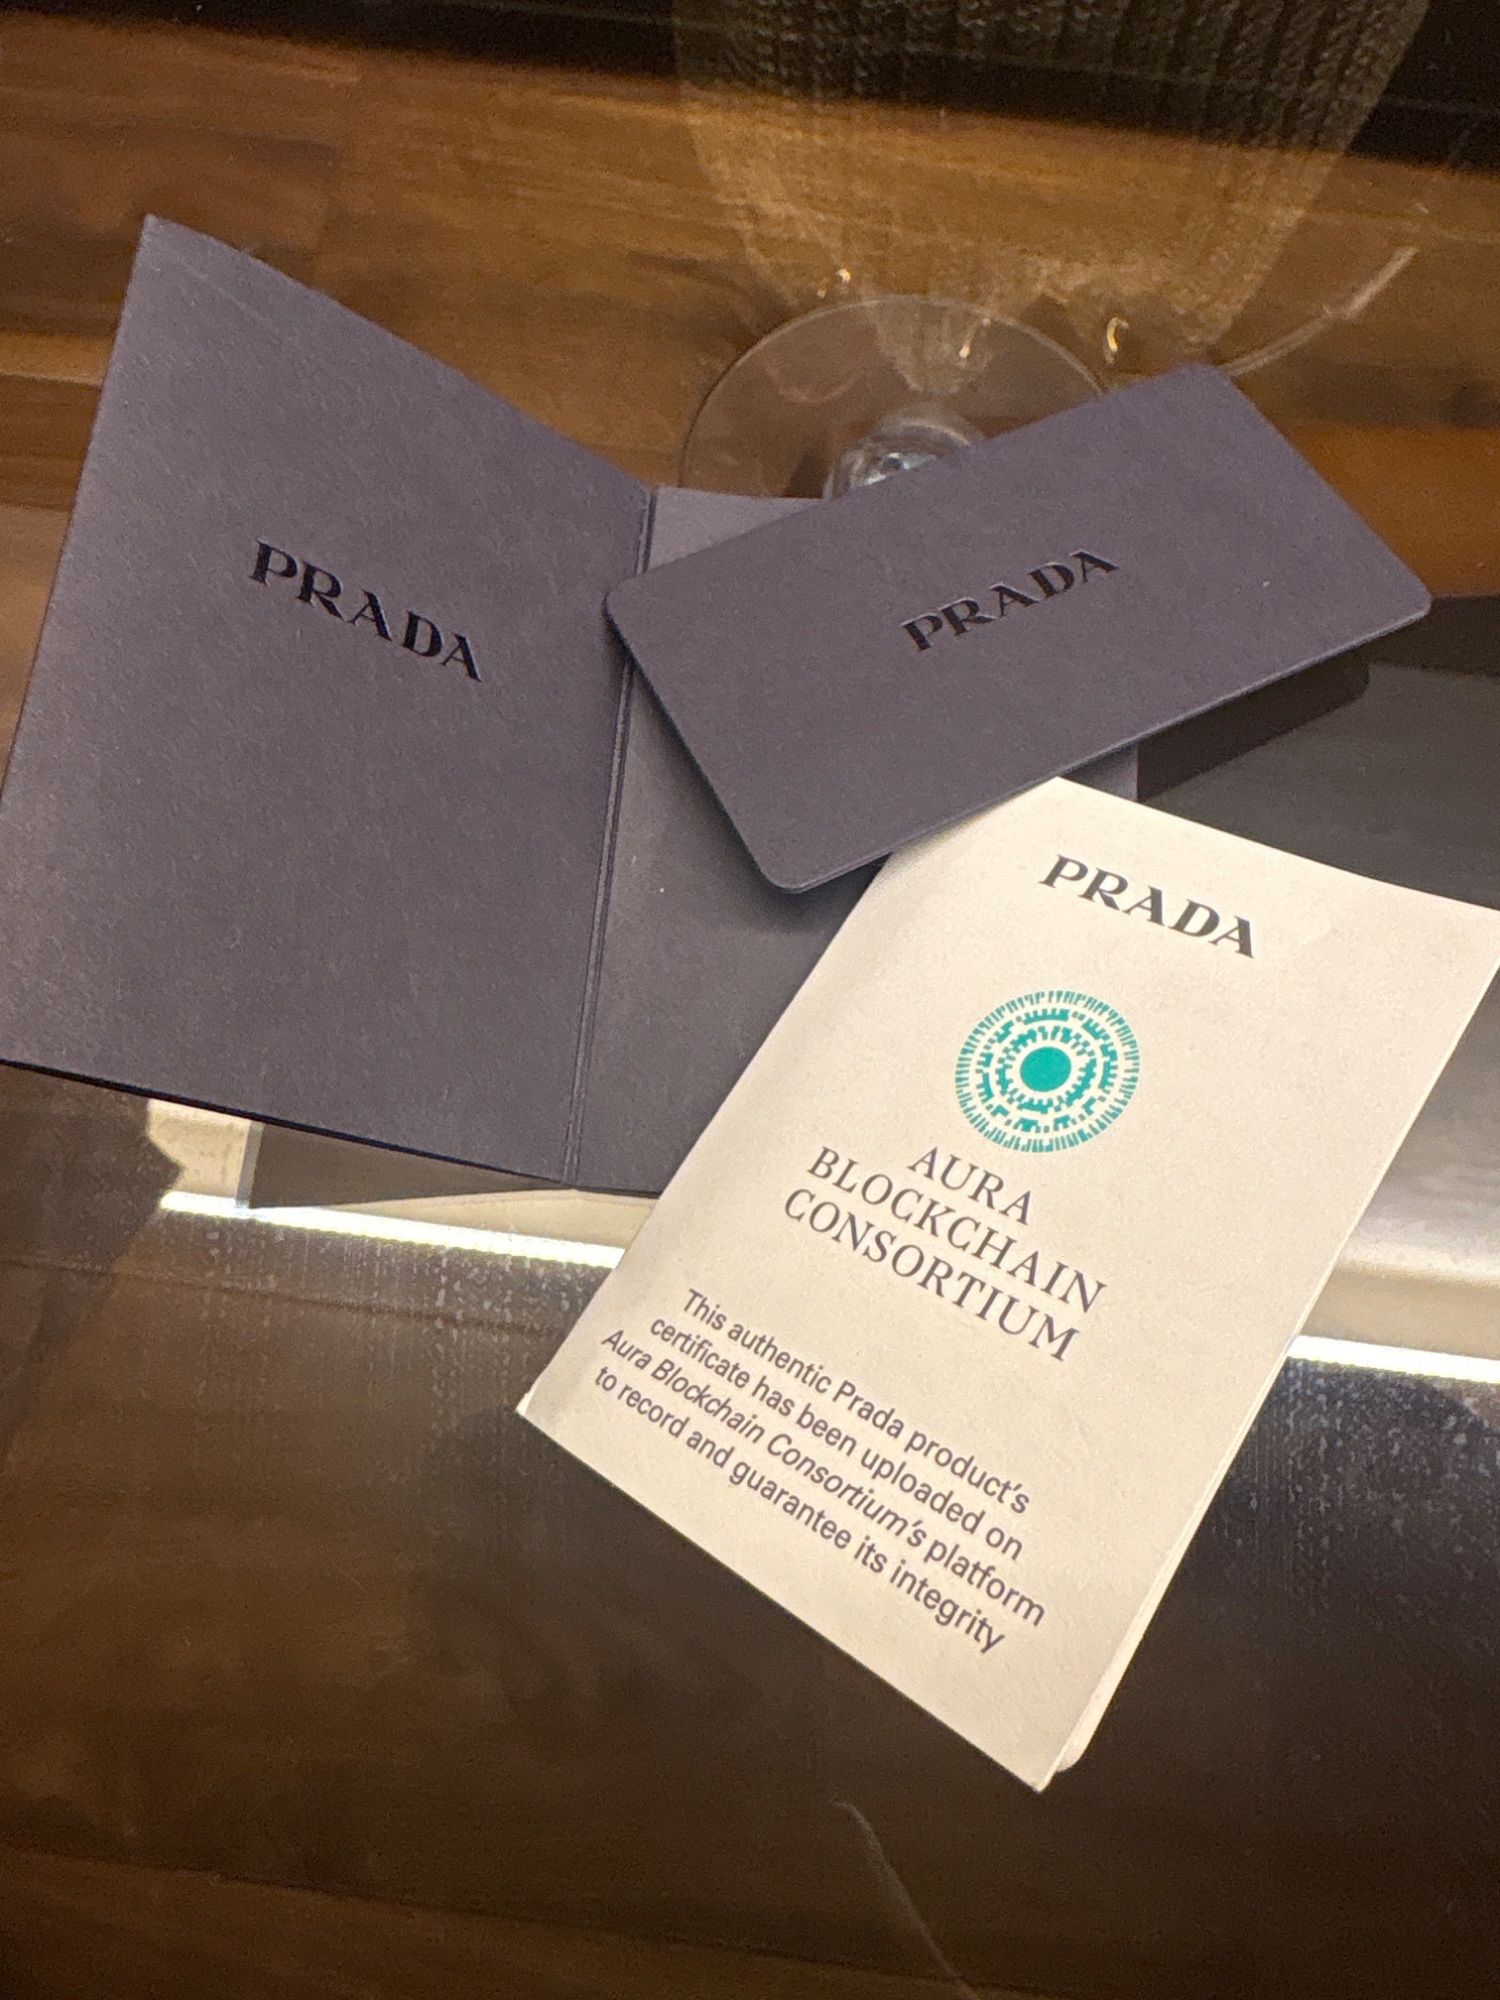 PRADA
PRADA
PRADA
AURA
BLOCKCHAIN
CONSORTIUM
This authentic Prada product's
certificate has been uploaded on
Aura Blockchain Consortium's platform
to record and guarantee its integrity